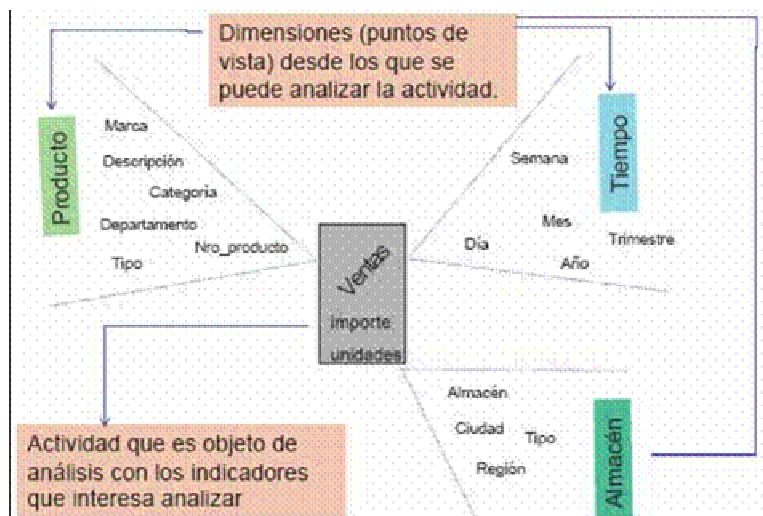 Dimensiones (puntos de
vista) desde los que se
puede analizar la actividad.
Producto
Marca
Descripción
Categoria
Departamento
Nro_producto
Tipo
Tiempo
Semana
Mes
Día
Trimestre
Año
Ventas
importe
unidades
Almacén
Ciudad
Tipo
Región
Almacén
Actividad que es objeto de
análisis con los indicadores
que interesa analizar